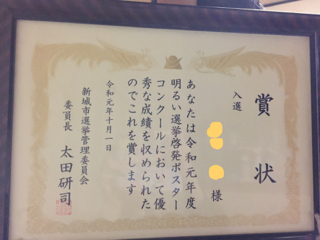 賞状
入選
様
あなたは令和元年度
明るい選挙啓発ポスター
コンクールにおいて優
秀な成績を収められた
のでこれを賞します
令和元年十月一日
新城市選挙管理委員会
委員長 太田研司